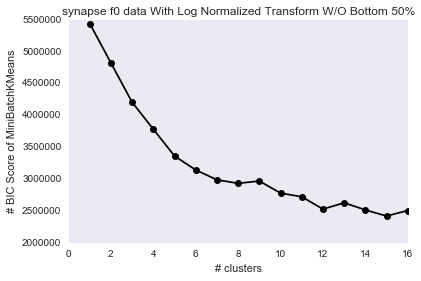 synapse f0 data With Log Normalized Transform W/O Bottom 50%
5500000
5000000
4500000
4000000
3500000
3000000
2500000
2000000
# BIC Score of MiniBatchKMeans
0 2 4 6 8 10 12 14 16
# clusters